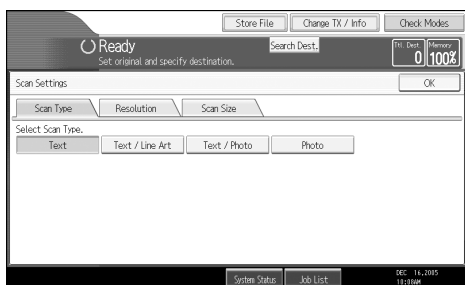 Store File Change TX / Info Check Modes
Ready Search Dest. Ttl. Dest. Memory
Set original and specify destination. 0 100%
Scan Settings OK
Scan Type Resolution Scan Size
Select Scan Type.
Text Text / Line Art Text / Photo Photo
System Status Job List DEC 16,2005
10:08AM